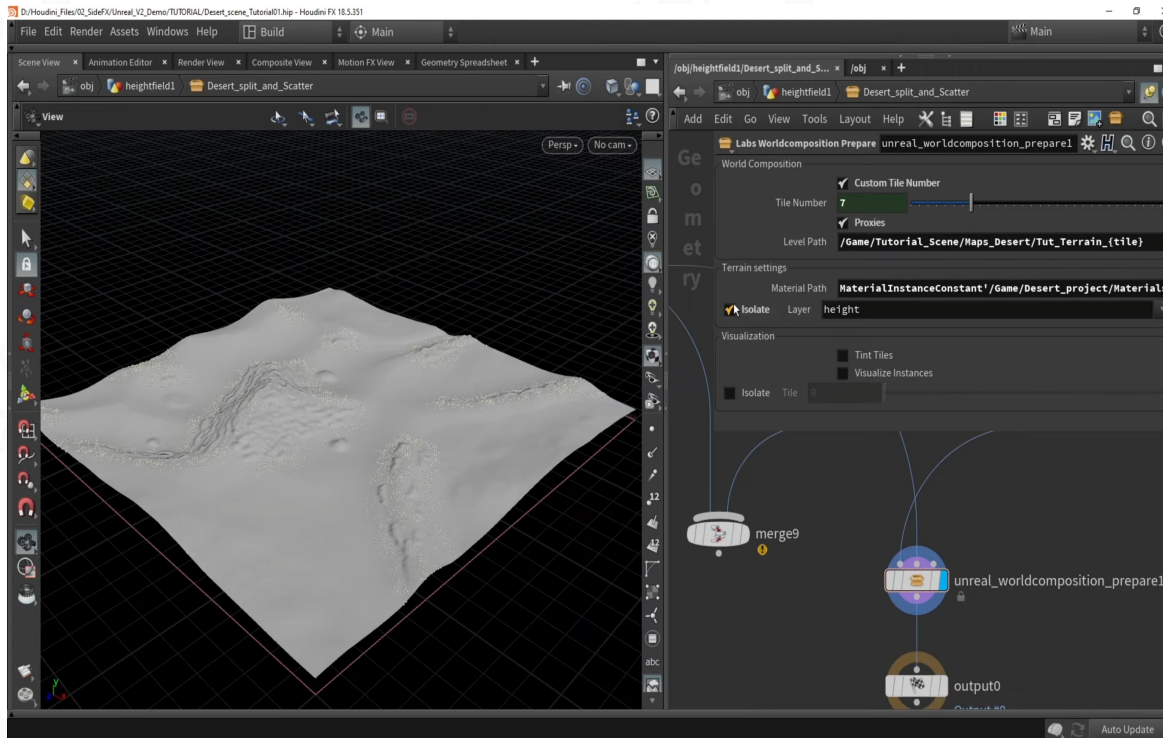 D:/Houdini_Files/02_SideFX/Unreal_V2_Demo/TUTORIAL/Desert_scene_Tutorial01.hip - Houdini FX 18.5.351
File Edit Render Assets Windows Help Build Main Main
Scene View Animation Editor Render View Composite View Motion FX View Geometry Spreadsheet
obj heightfield1 Desert_split_and_Scatter
View
Persp No cam
12
12
abc
/obj/heightfield1/Desert_split_and_S... /obj
obj heightfield1 Desert_split_and_Scatter
Add Edit Go View Tools Layout Help
Geometry
Labs Worldcomposition Prepare unreal_worldcomposition_prepare1
World Composition
Custom Tile Number
Tile Number 7
Proxies
Level Path /Game/Tutorial_Scene/Maps_Desert/Tut_Terrain_{tile}
Terrain settings
Material Path MaterialInstanceConstant'/Game/Desert_project/Materials
Isolate Layer height
Visualization
Tint Tiles
Visualize Instances
Isolate Tile 0
merge9
unreal_worldcomposition_prepare1
output0
Output #0
y
x
Auto Update